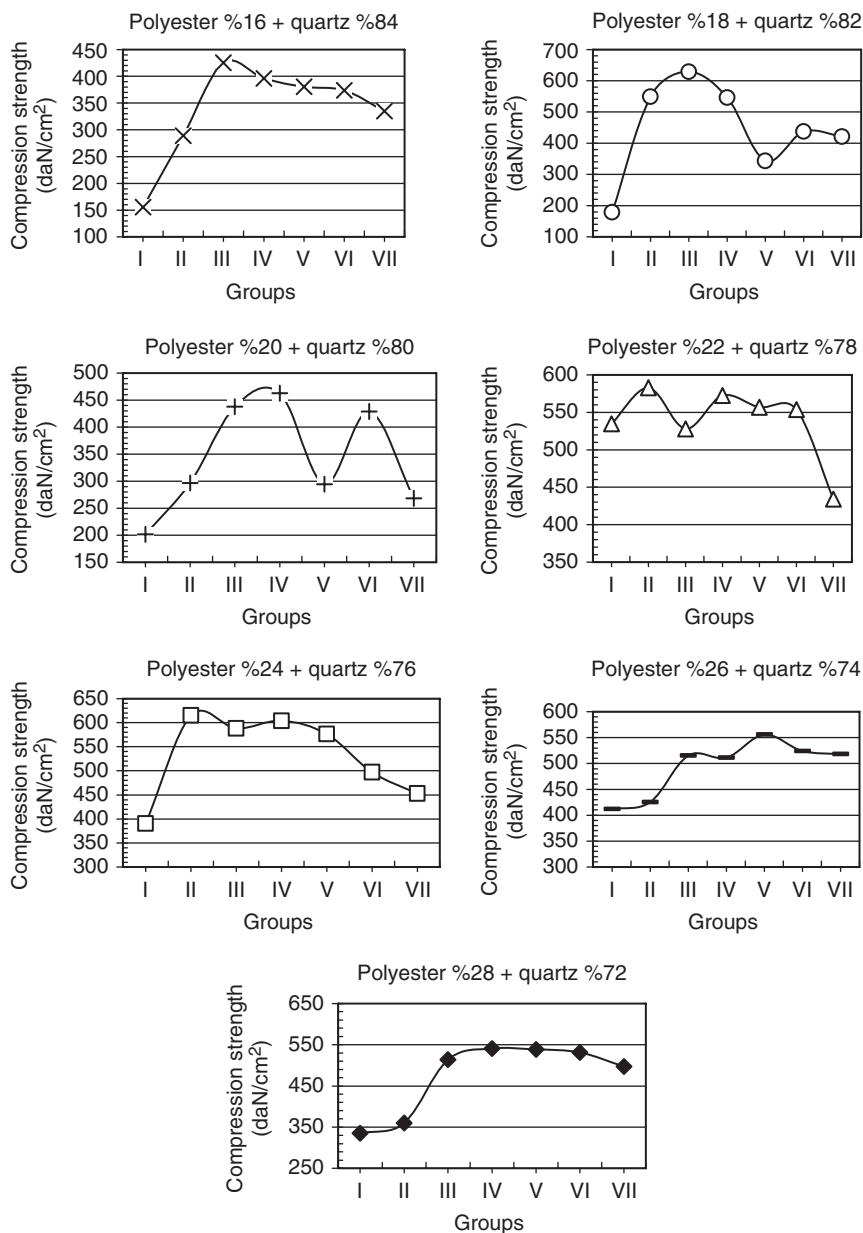 Polyester %16 + quartz %84
Compression strength
(daN/cm²)
450
400
350
300
250
200
150
100
I II III IV V VI VII
Groups
Polyester %18 + quartz %82
Compression strength
(daN/cm²)
700
600
500
400
300
200
100
I II III IV V VI VII
Groups
Polyester %20 + quartz %80
Compression strength
(daN/cm²)
500
450
400
350
300
250
200
150
I II III IV V VI VII
Groups
Polyester %22 + quartz %78
Compression strength
(daN/cm²)
600
550
500
450
400
350
I II III IV V VI VII
Groups
Polyester %24 + quartz %76
Compression strength
(daN/cm²)
650
600
550
500
450
400
350
300
I II III IV V VI VII
Groups
Polyester %26 + quartz %74
Compression strength
(daN/cm²)
600
550
500
450
400
350
300
I II III IV V VI VII
Groups
Polyester %28 + quartz %72
Compression strength
(daN/cm²)
650
550
450
350
250
I II III IV V VI VII
Groups